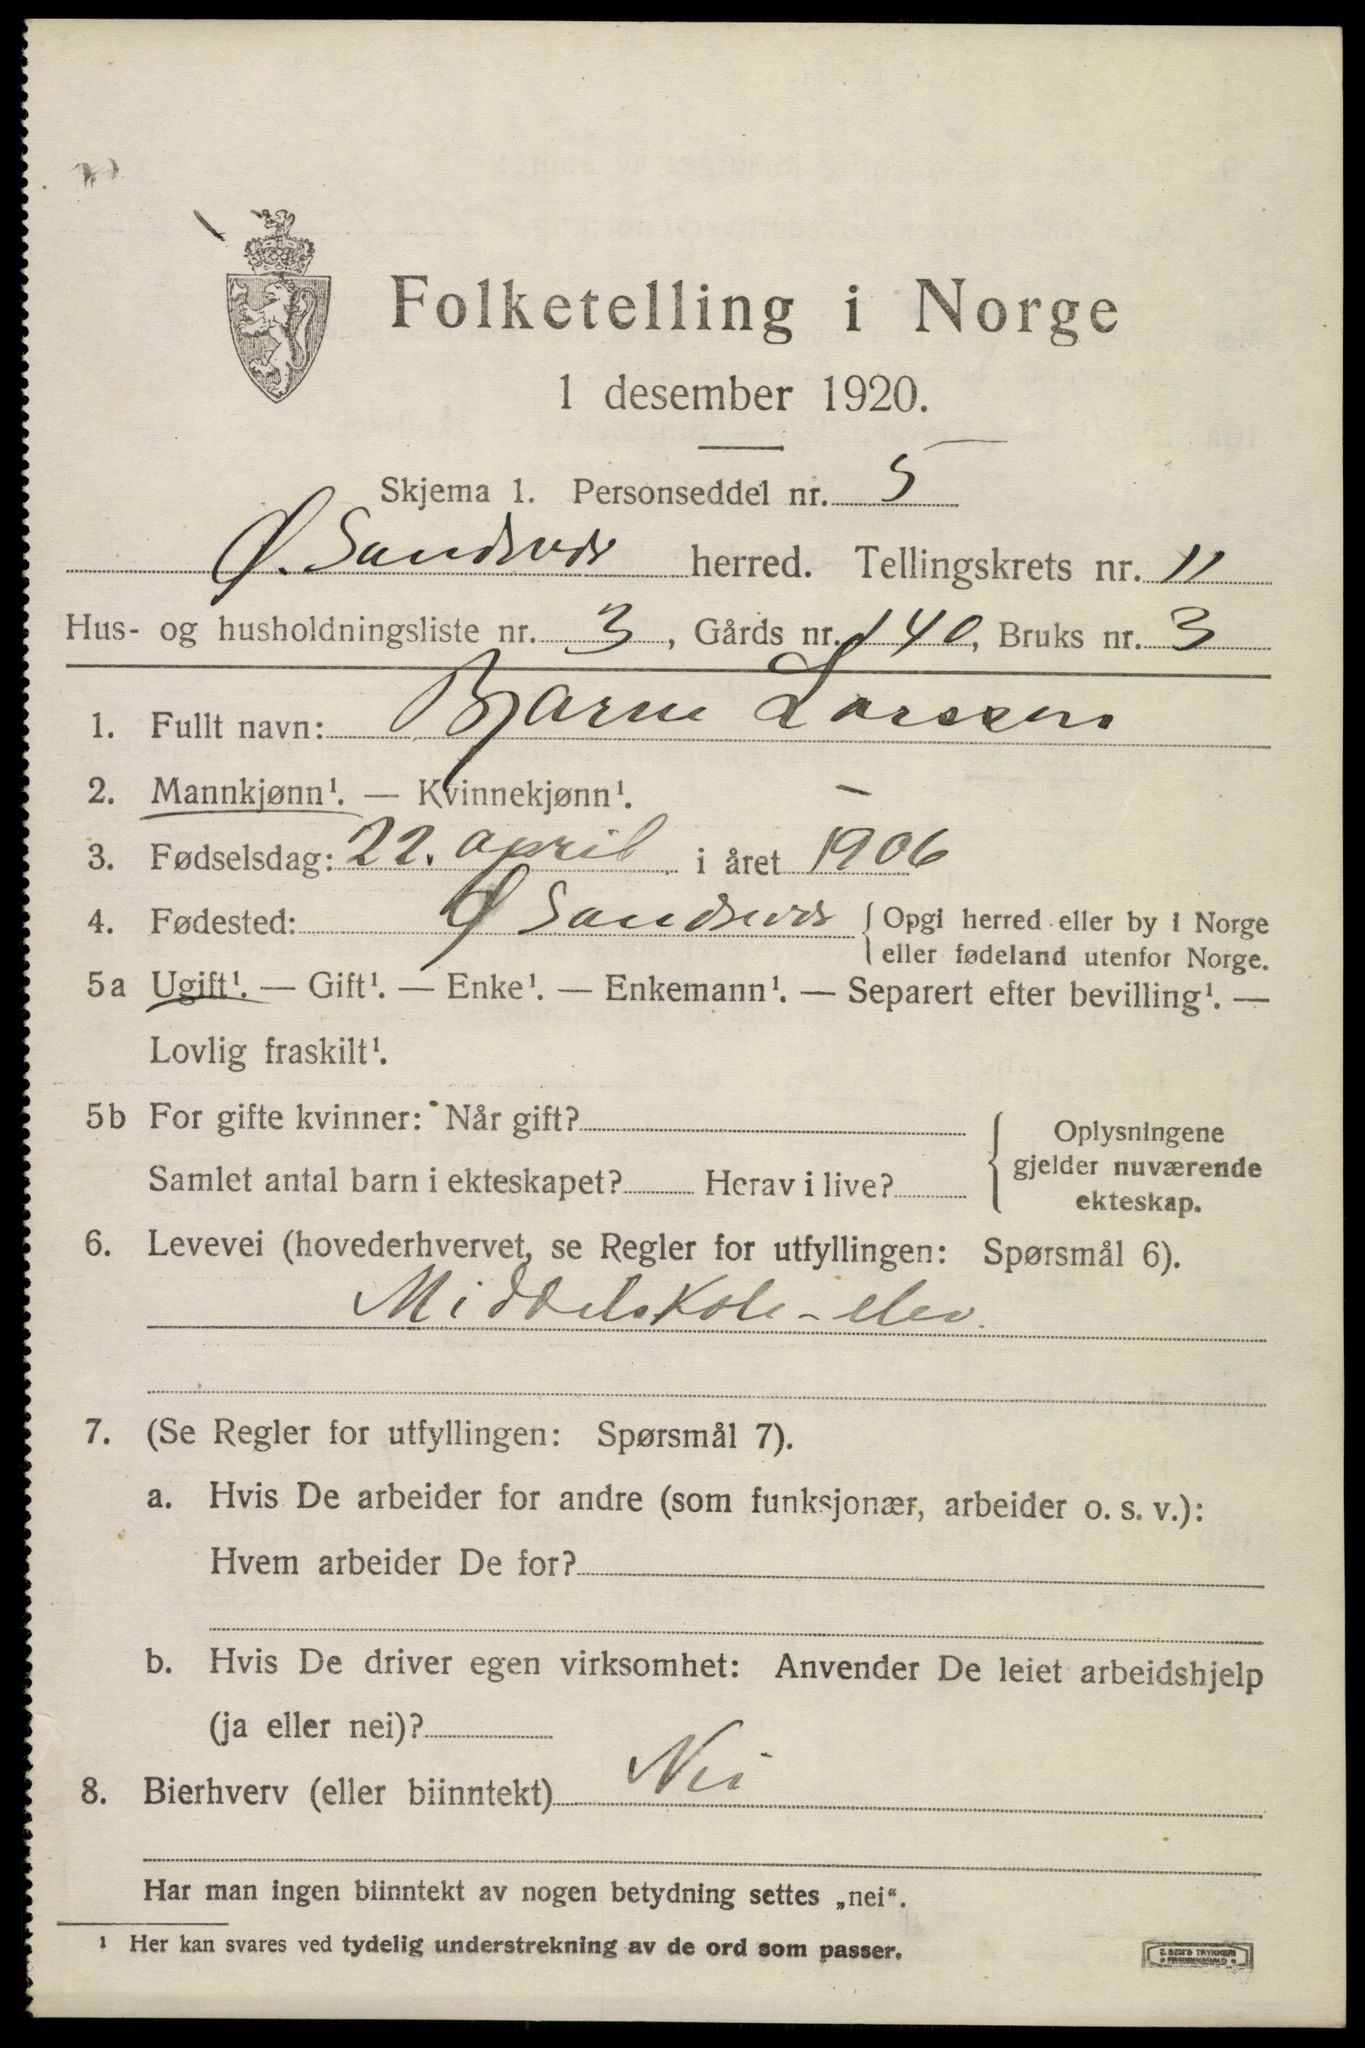 Folketelling i Norge
1 desember 1920.
Skjema 1. Personseddel nr. 5
Ø. Sandsvær herred. Tellingskrets nr. 11
Hus- og husholdningsliste nr. 3, Gårds nr. 140, Bruks nr. 3
1. Fullt navn: Bjarne Larssen
2. Mannkjønn¹. — Kvinnekjønn¹.
3. Fødselsdag: 22. april i året 1906
4. Fødested: Ø Sandsvær { Opgi herred eller by i Norge
eller fødeland utenfor Norge.
5a Ugift¹. — Gift¹. — Enke¹. — Enkemann¹. — Separert efter bevilling¹. —
Lovlig fraskilt¹.
5b For gifte kvinner: Når gift?
Samlet antal barn i ekteskapet? Herav i live?
Oplysningene
gjelder nuværende
ekteskap.
6. Levevei (hovederhvervet, se Regler for utfyllingen: Spørsmål 6).
Middelskole-elev.
7. (Se Regler for utfyllingen: Spørsmål 7).
a. Hvis De arbeider for andre (som funksjonær, arbeider o. s. v.):
Hvem arbeider De for?
b. Hvis De driver egen virksomhet: Anvender De leiet arbeidshjelp
(ja eller nei)?
8. Bierhverv (eller biinntekt) Nei
Har man ingen biinntekt av nogen betydning settes „nei“.
¹ Her kan svares ved tydelig understrekning av de ord som passer.